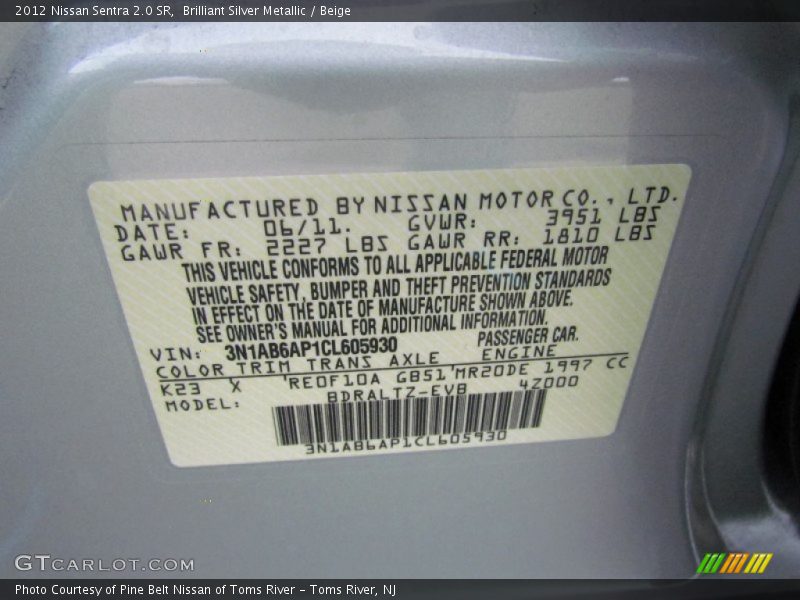 2012 Nissan Sentra 2.0 SR,  Brilliant Silver Metallic / Beige
MANUFACTURED BY NISSAN MOTOR CO., LTD.
DATE: 06/11. GVWR: 3951 LBS
GAWR FR: 2227 LBS GAWR RR: 1810 LBS
THIS VEHICLE CONFORMS TO ALL APPLICABLE FEDERAL MOTOR
VEHICLE SAFETY, BUMPER AND THEFT PREVENTION STANDARDS
IN EFFECT ON THE DATE OF MANUFACTURE SHOWN ABOVE.
SEE OWNER'S MANUAL FOR ADDITIONAL INFORMATION.
VIN: 3N1AB6AP1CL605930 PASSENGER CAR.
COLOR TRIM TRANS AXLE ENGINE
K23 X 'RE0F10A GB51'MR20DE 1997 CC
MODEL: BDRALTZ-EVB 4Z000
3N1AB6AP1CL605930
GTCARLOT.COM
Photo Courtesy of Pine Belt Nissan of Toms River – Toms River, NJ